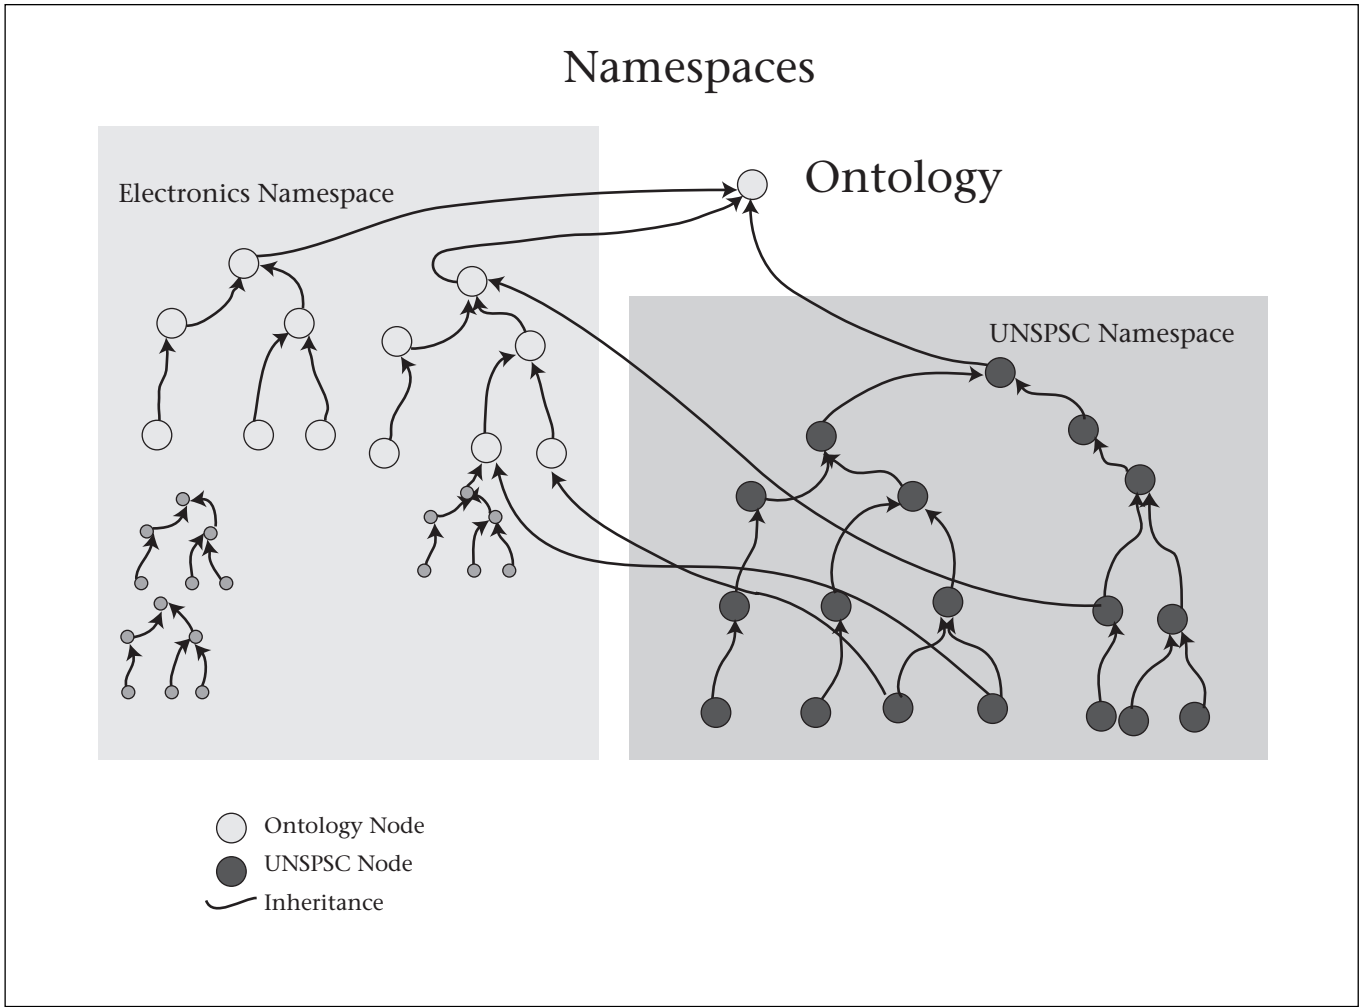 Namespaces
Ontology
Electronics Namespace
UNSPSC Namespace
Ontology Node
UNSPSC Node
Inheritance